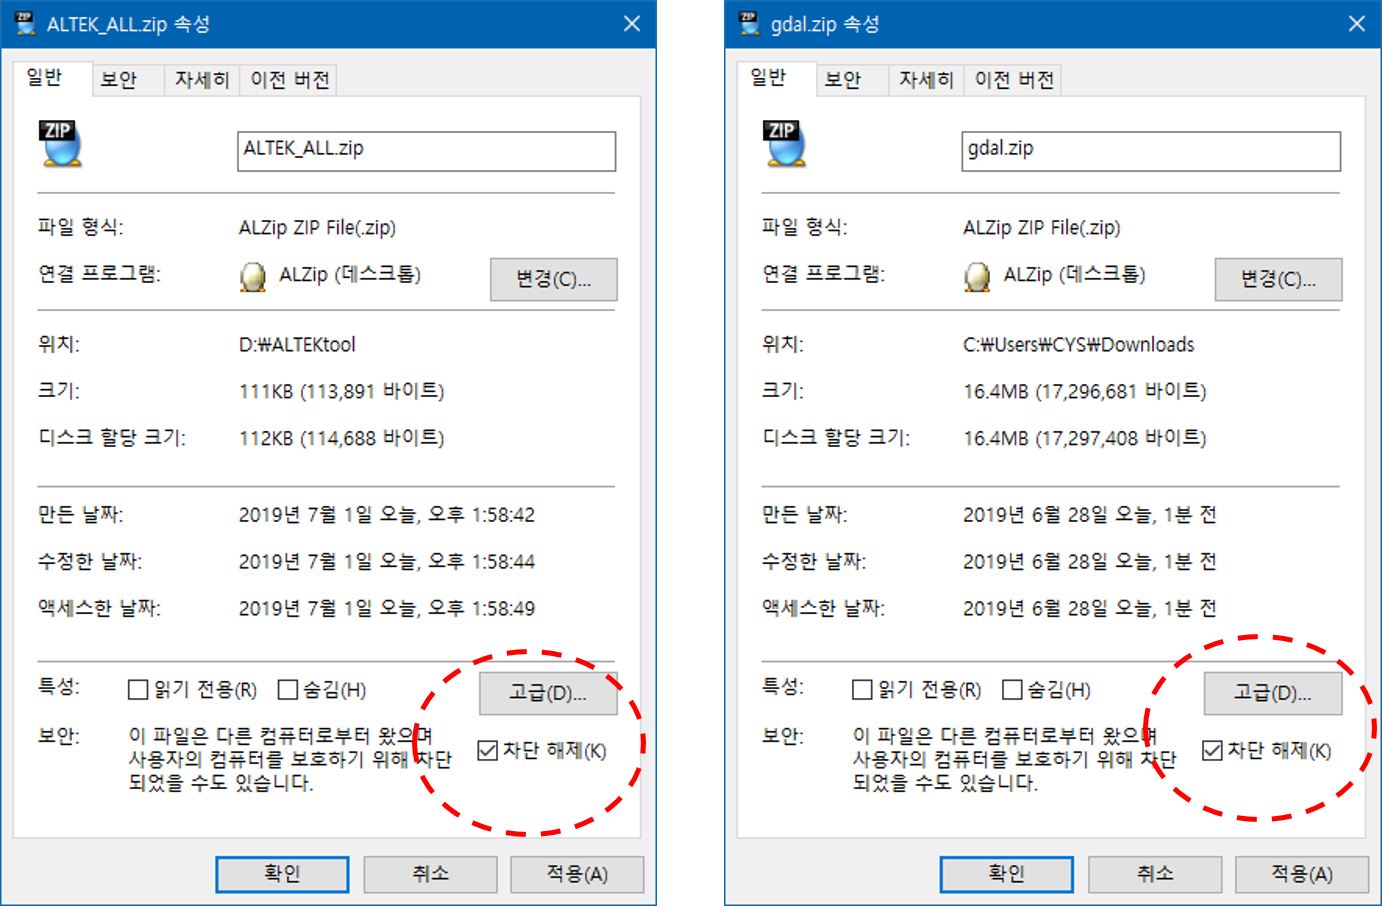 ZIP ALTEK_ALL.zip 속성
일반 보안 자세히 이전 버전
ZIP ALTEK_ALL.zip
파일 형식: ALZip ZIP File(.zip)
연결 프로그램: ALZip (데스크톱) 변경(C)...
위치: D:₩ALTEKtool
크기: 111KB (113,891 바이트)
디스크 할당 크기: 112KB (114,688 바이트)
만든 날짜: 2019년 7월 1일 오늘, 오후 1:58:42
수정한 날짜: 2019년 7월 1일 오늘, 오후 1:58:44
액세스한 날짜: 2019년 7월 1일 오늘, 오후 1:58:49
특성: 읽기 전용(R) 숨김(H) 고급(D)...
보안: 이 파일은 다른 컴퓨터로부터 왔으며
사용자의 컴퓨터를 보호하기 위해 차단
되었을 수도 있습니다.
차단 해제(K)
확인 취소 적용(A)
ZIP gdal.zip 속성
일반 보안 자세히 이전 버전
ZIP gdal.zip
파일 형식: ALZip ZIP File(.zip)
연결 프로그램: ALZip (데스크톱) 변경(C)...
위치: C:₩Users₩CYS₩Downloads
크기: 16.4MB (17,296,681 바이트)
디스크 할당 크기: 16.4MB (17,297,408 바이트)
만든 날짜: 2019년 6월 28일 오늘, 1분 전
수정한 날짜: 2019년 6월 28일 오늘, 1분 전
액세스한 날짜: 2019년 6월 28일 오늘, 1분 전
특성: 읽기 전용(R) 숨김(H) 고급(D)...
보안: 이 파일은 다른 컴퓨터로부터 왔으며
사용자의 컴퓨터를 보호하기 위해 차단
되었을 수도 있습니다.
차단 해제(K)
확인 취소 적용(A)